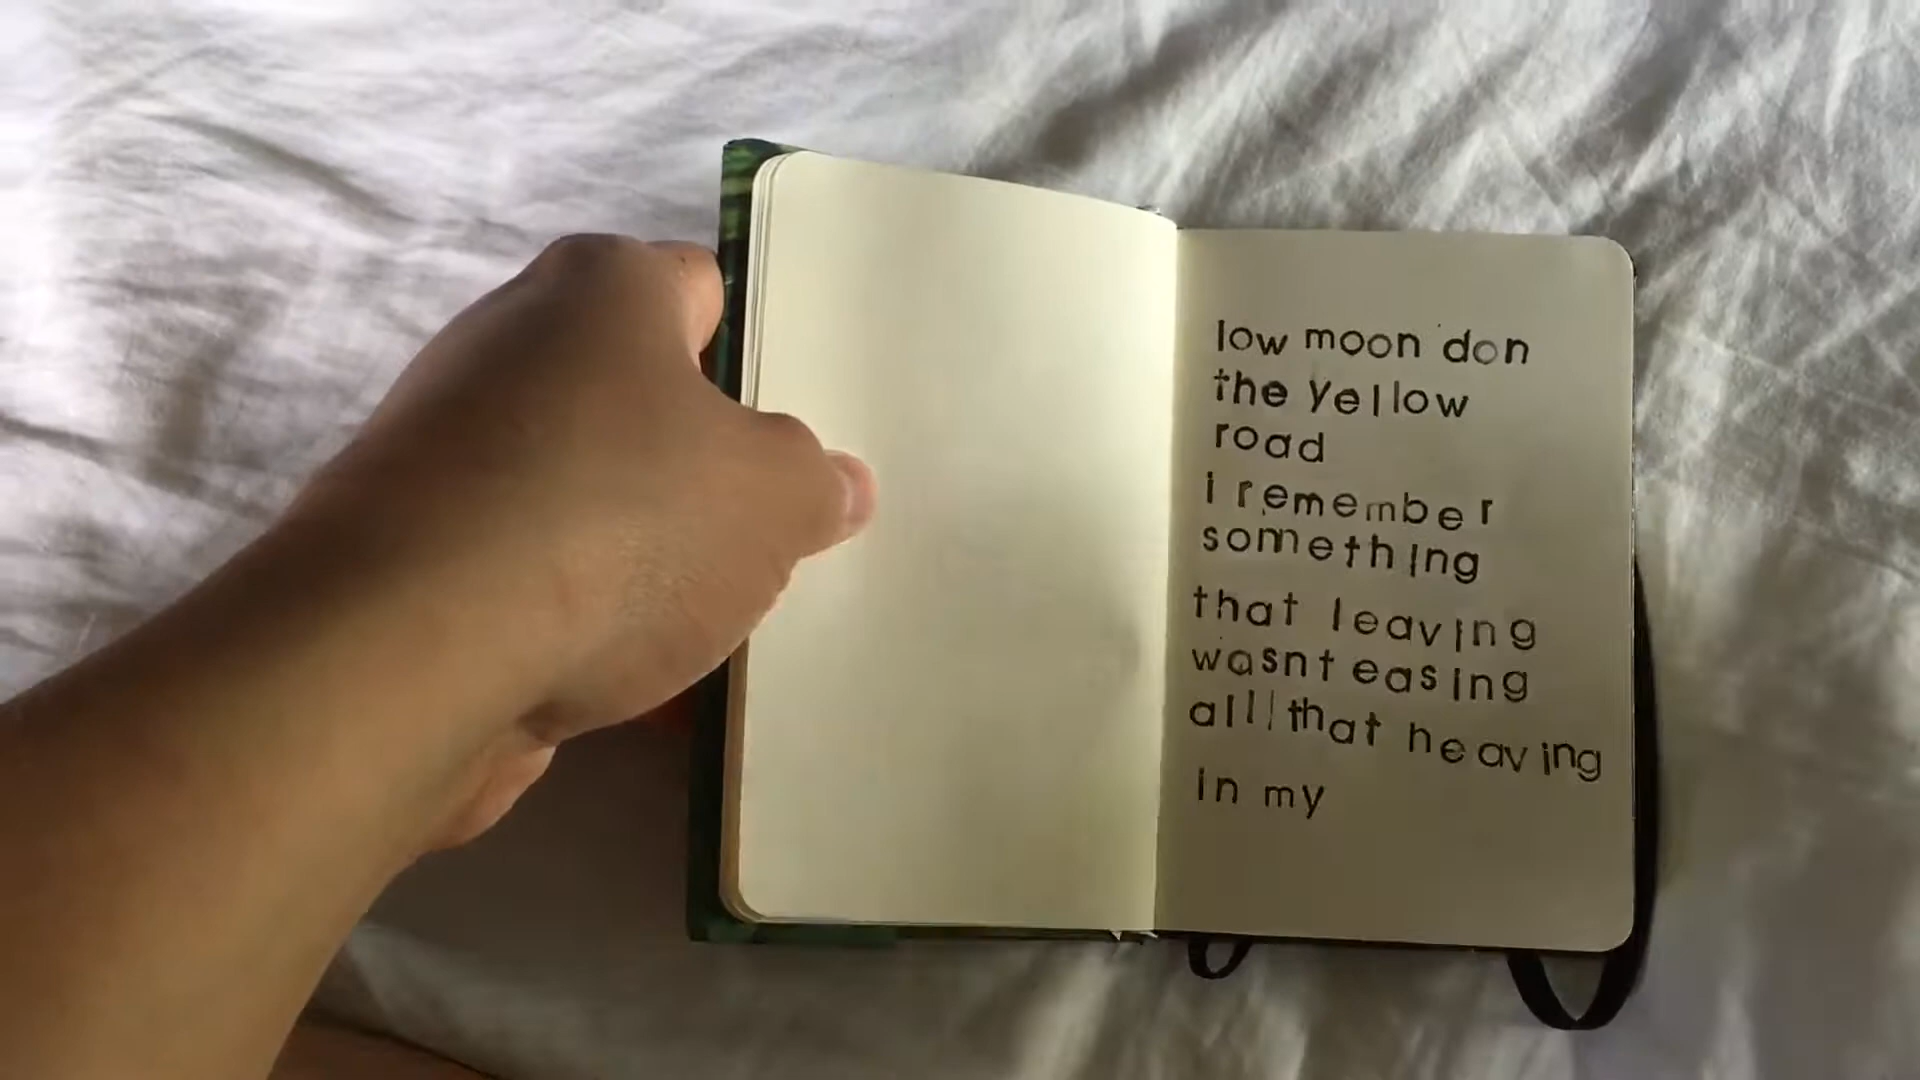 low moon don
the yellow
road
i remember
something
that leaving
wasnt easing
all that heaving
in my